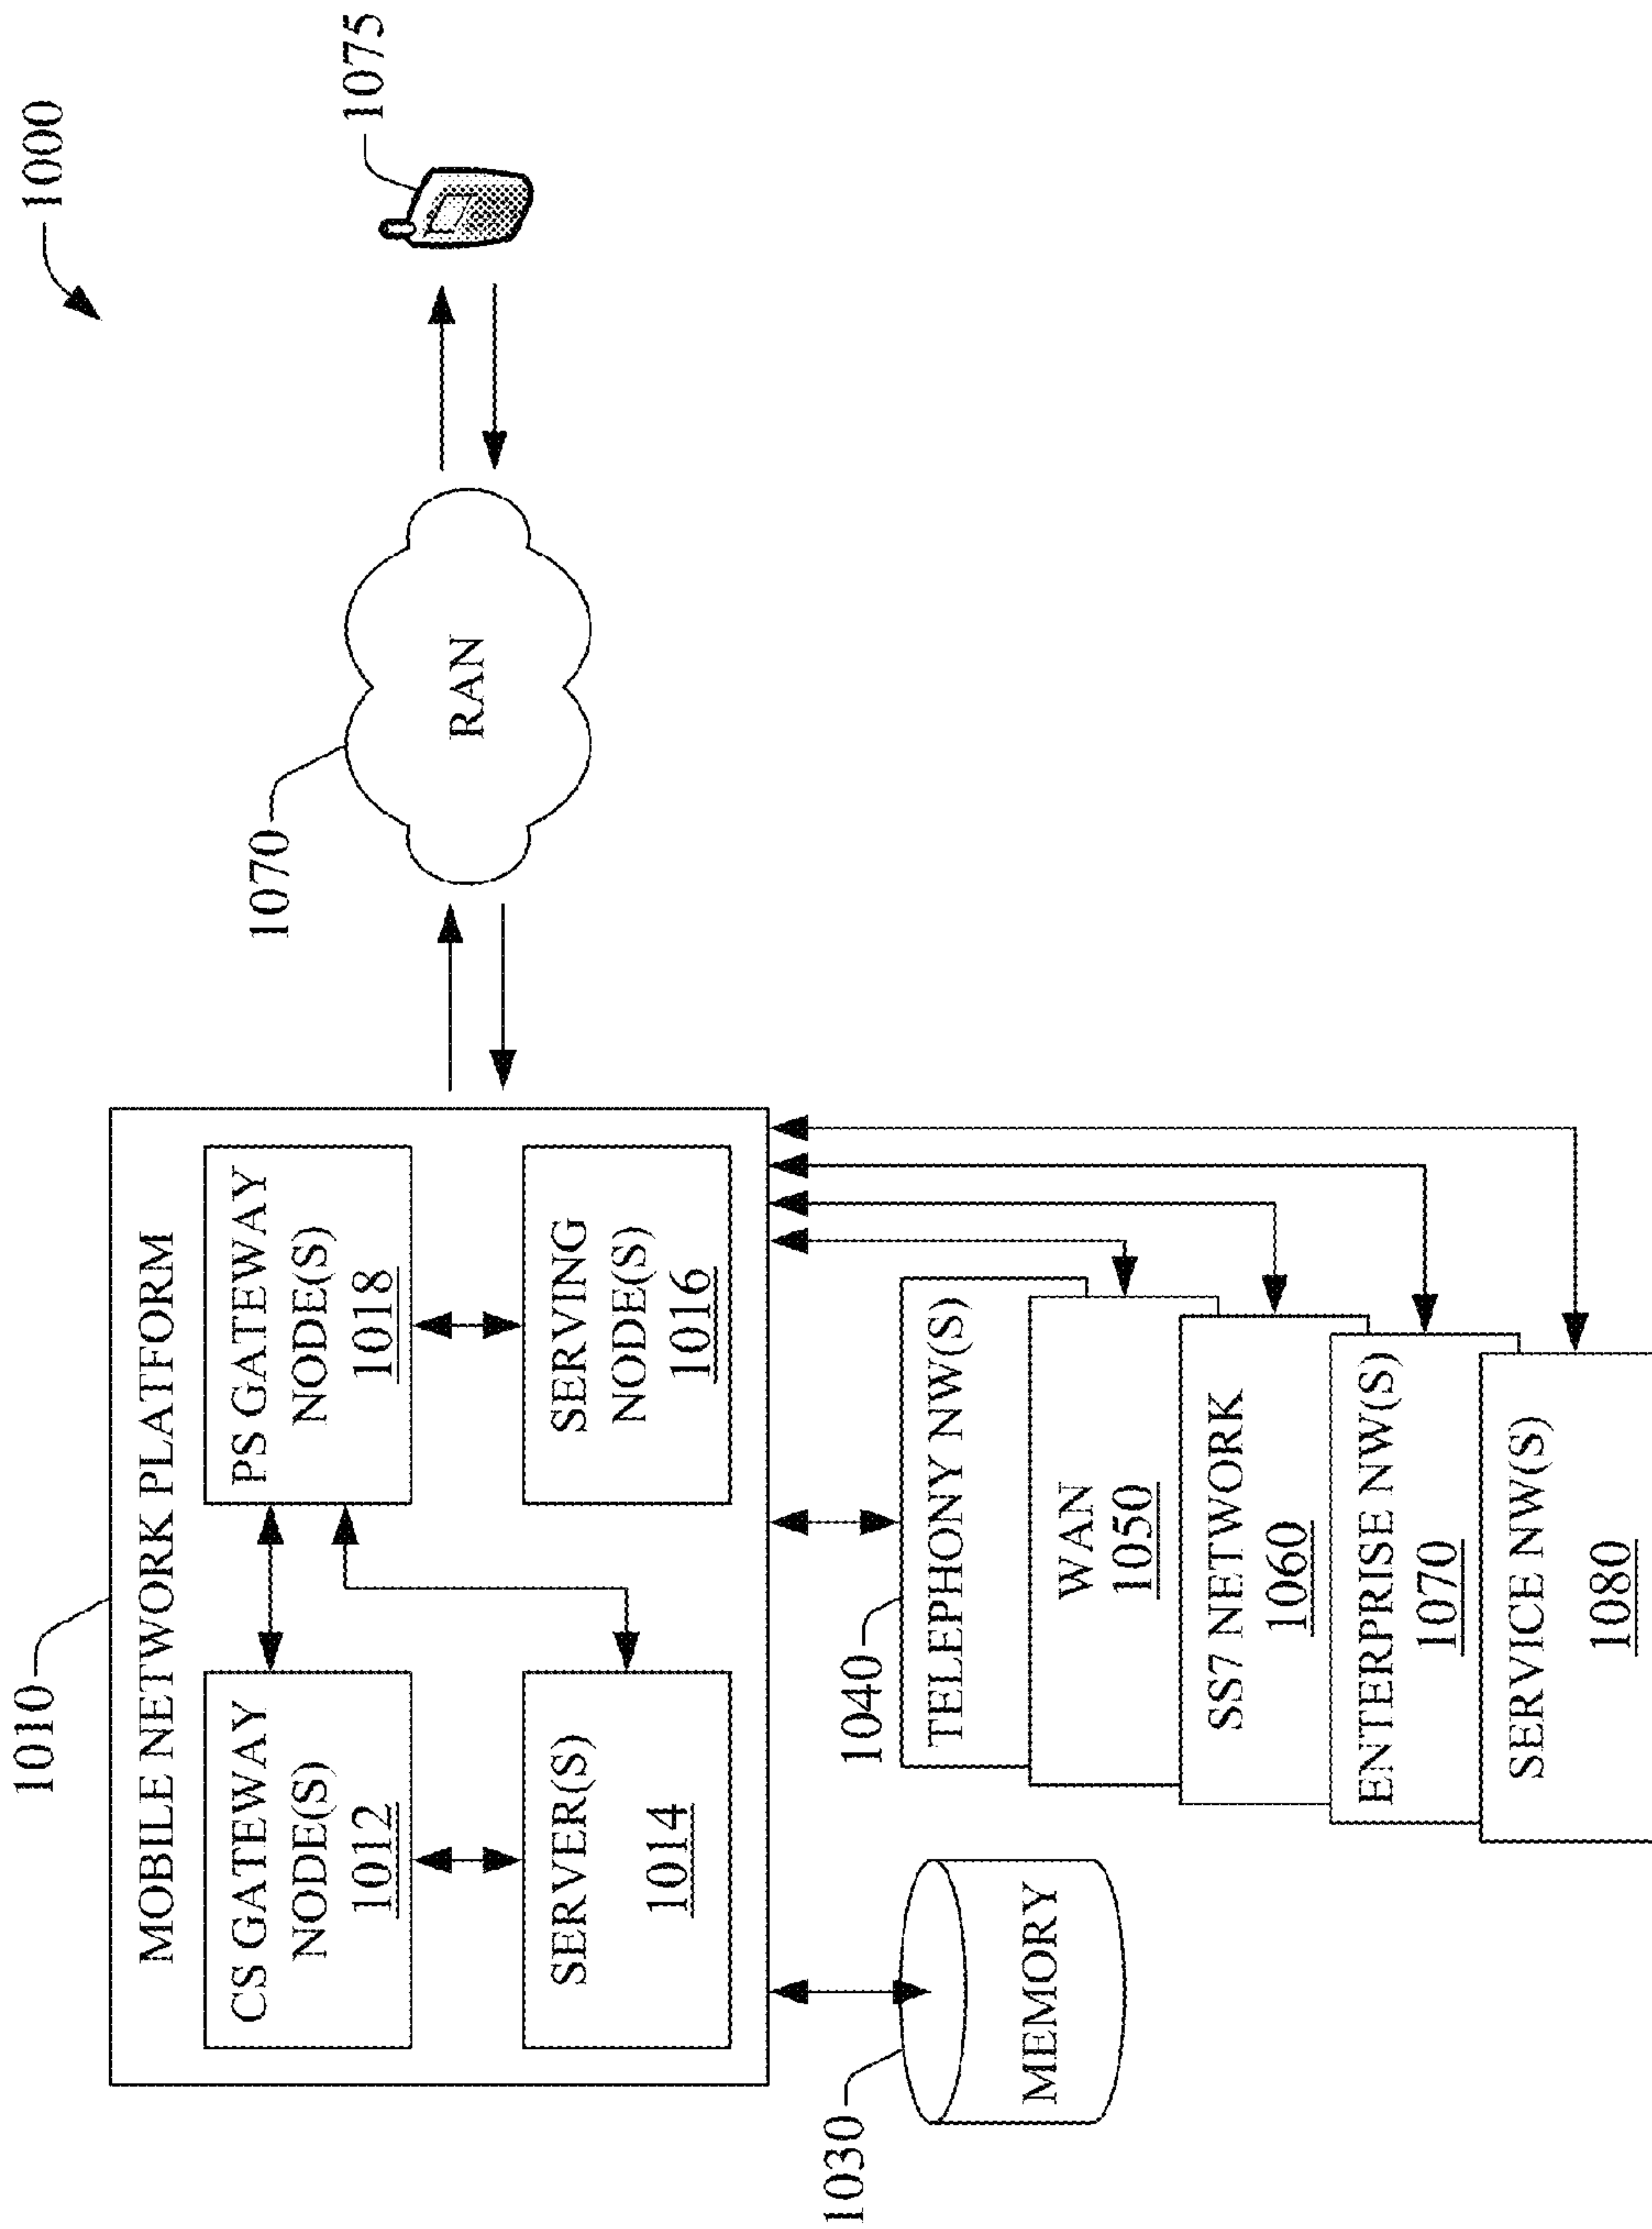 1000
1010
MOBILE NETWORK PLATFORM
CS GATEWAY
NODE(S)
1012
PS GATEWAY
NODE(S)
1018
SERVER(S)
1014
SERVING
NODE(S)
1016
1070
RAN
1075
1030
MEMORY
1040
TELEPHONY NW(S)
WAN
1050
SS7 NETWORK
1060
ENTERPRISE NW(S)
1070
SERVICE NW(S)
1080